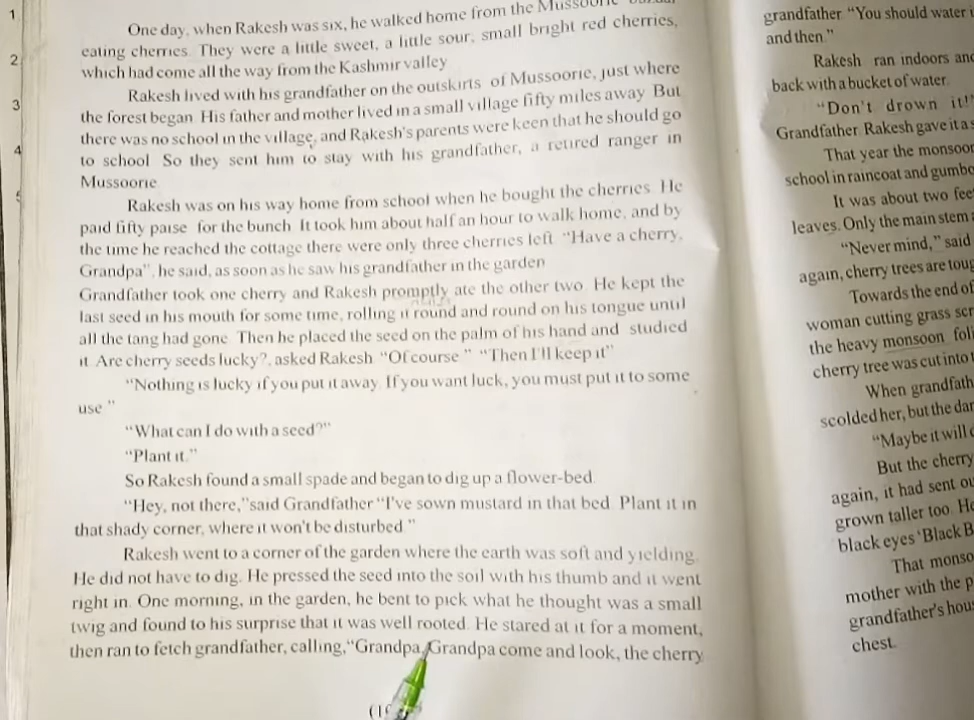 1
2
3
4
One day, when Rakesh was six, he walked home from the Mussoorie
eating cherries. They were a little sweet, a little sour, small bright red cherries,
which had come all the way from the Kashmir valley
Rakesh lived with his grandfather on the outskirts of Mussoorie, just where
the forest began His father and mother lived in a small village fifty miles away But
there was no school in the village, and Rakesh's parents were keen that he should go
to school So they sent him to stay with his grandfather, a retired ranger in
Mussoorie
Rakesh was on his way home from school when he bought the cherries He
paid fifty paise for the bunch It took him about half an hour to walk home, and by
the time he reached the cottage there were only three cherries left "Have a cherry,
Grandpa", he said, as soon as he saw his grandfather in the garden
Grandfather took one cherry and Rakesh promptly ate the other two He kept the
last seed in his mouth for some time, rolling it round and round on his tongue until
all the tang had gone Then he placed the seed on the palm of his hand and studied
it Are cherry seeds lucky?, asked Rakesh "Of course" "Then I'll keep it"
"Nothing is lucky if you put it away If you want luck, you must put it to some
use"
"What can I do with a seed?"
"Plant it."
So Rakesh found a small spade and began to dig up a flower-bed
"Hey, not there," said Grandfather "I've sown mustard in that bed Plant it in
that shady corner, where it won't be disturbed"
Rakesh went to a corner of the garden where the earth was soft and yielding.
He did not have to dig. He pressed the seed into the soil with his thumb and it went
right in. One morning, in the garden, he bent to pick what he thought was a small
twig and found to his surprise that it was well rooted. He stared at it for a moment,
then ran to fetch grandfather, calling, "Grandpa, Grandpa come and look, the cherry
grandfather "You should water
and then"
Rakesh ran indoors and
back with a bucket of water
"Don't drown it!"
Grandfather Rakesh gave it a
That year the monsoon
school in raincoat and
It was about two
leaves. Only the main stem
"Never mind," said
again, cherry trees are
Towards the end of
woman cutting grass
the heavy monsoon
cherry tree was cut into
When
scolded her, but the
"Maybe it will
But the cherry
again, it had sent
grown taller too.
black eyes 'Black
That
mother with the
grandfather's
chest.